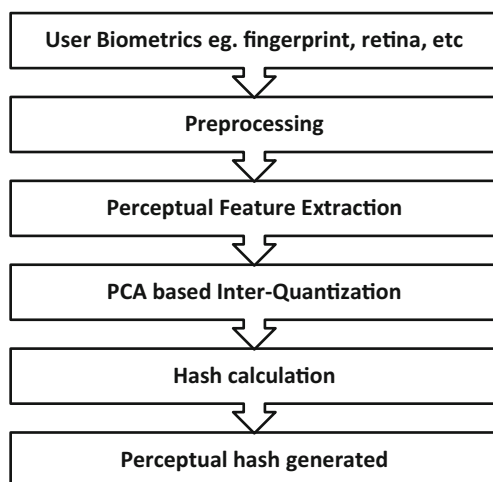 User Biometrics eg. fingerprint, retina, etc
Preprocessing
Perceptual Feature Extraction
PCA based Inter-Quantization
Hash calculation
Perceptual hash generated